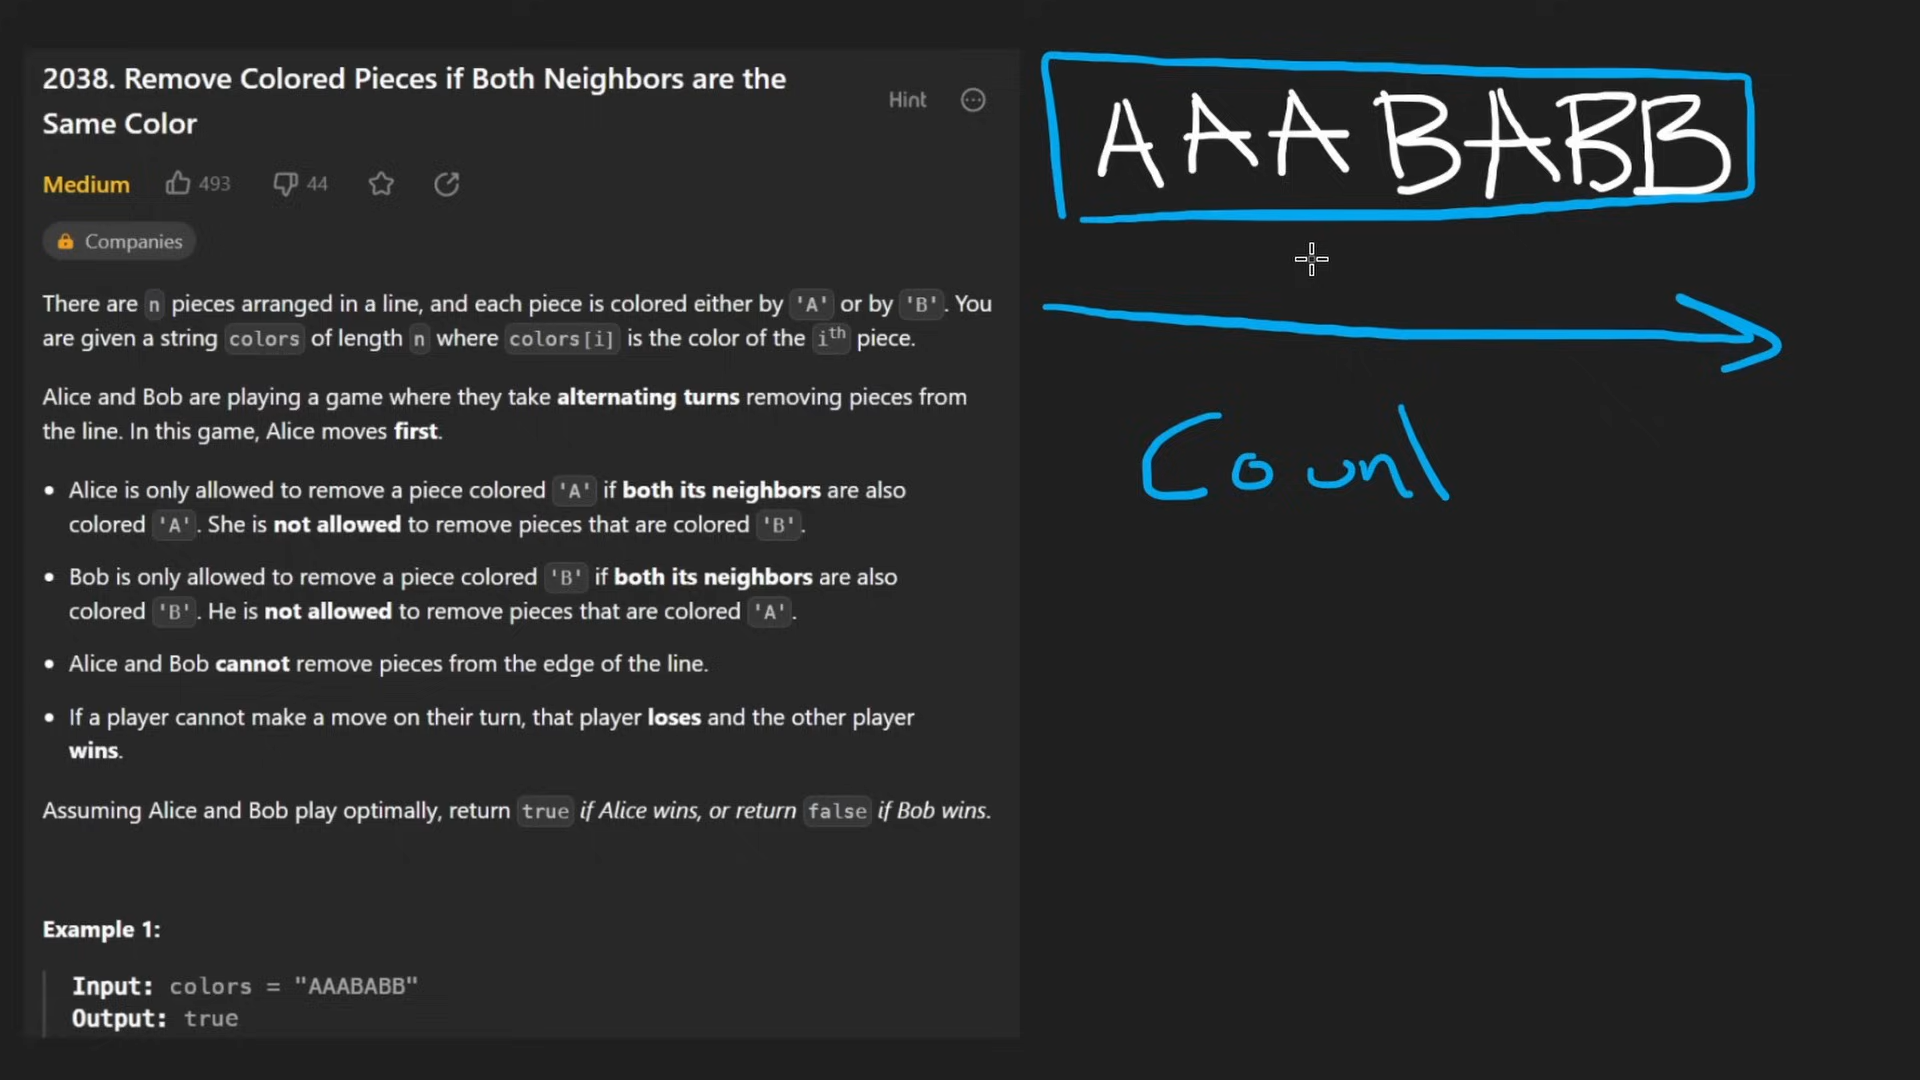 2038. Remove Colored Pieces if Both Neighbors are the
Same Color
Hint
Medium 493 44
Companies
There are n pieces arranged in a line, and each piece is colored either by 'A' or by 'B'. You
are given a string colors of length n where colors[i] is the color of the ith piece.
Alice and Bob are playing a game where they take alternating turns removing pieces from
the line. In this game, Alice moves first.
• Alice is only allowed to remove a piece colored 'A' if both its neighbors are also
colored 'A'. She is not allowed to remove pieces that are colored 'B'.
• Bob is only allowed to remove a piece colored 'B' if both its neighbors are also
colored 'B'. He is not allowed to remove pieces that are colored 'A'.
• Alice and Bob cannot remove pieces from the edge of the line.
• If a player cannot make a move on their turn, that player loses and the other player
wins.
Assuming Alice and Bob play optimally, return true if Alice wins, or return false if Bob wins.
Example 1:
Input: colors = "AAABABB"
Output: true
AAABABB
Coun